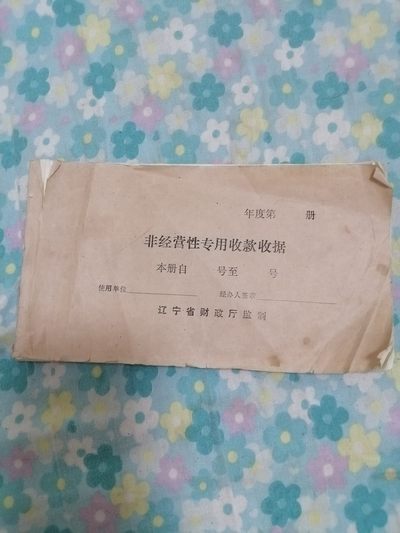 年度第 册
非经营性专用收款收据
本册自 号至 号
使用单位 经办人签章
辽宁省财政厅监制